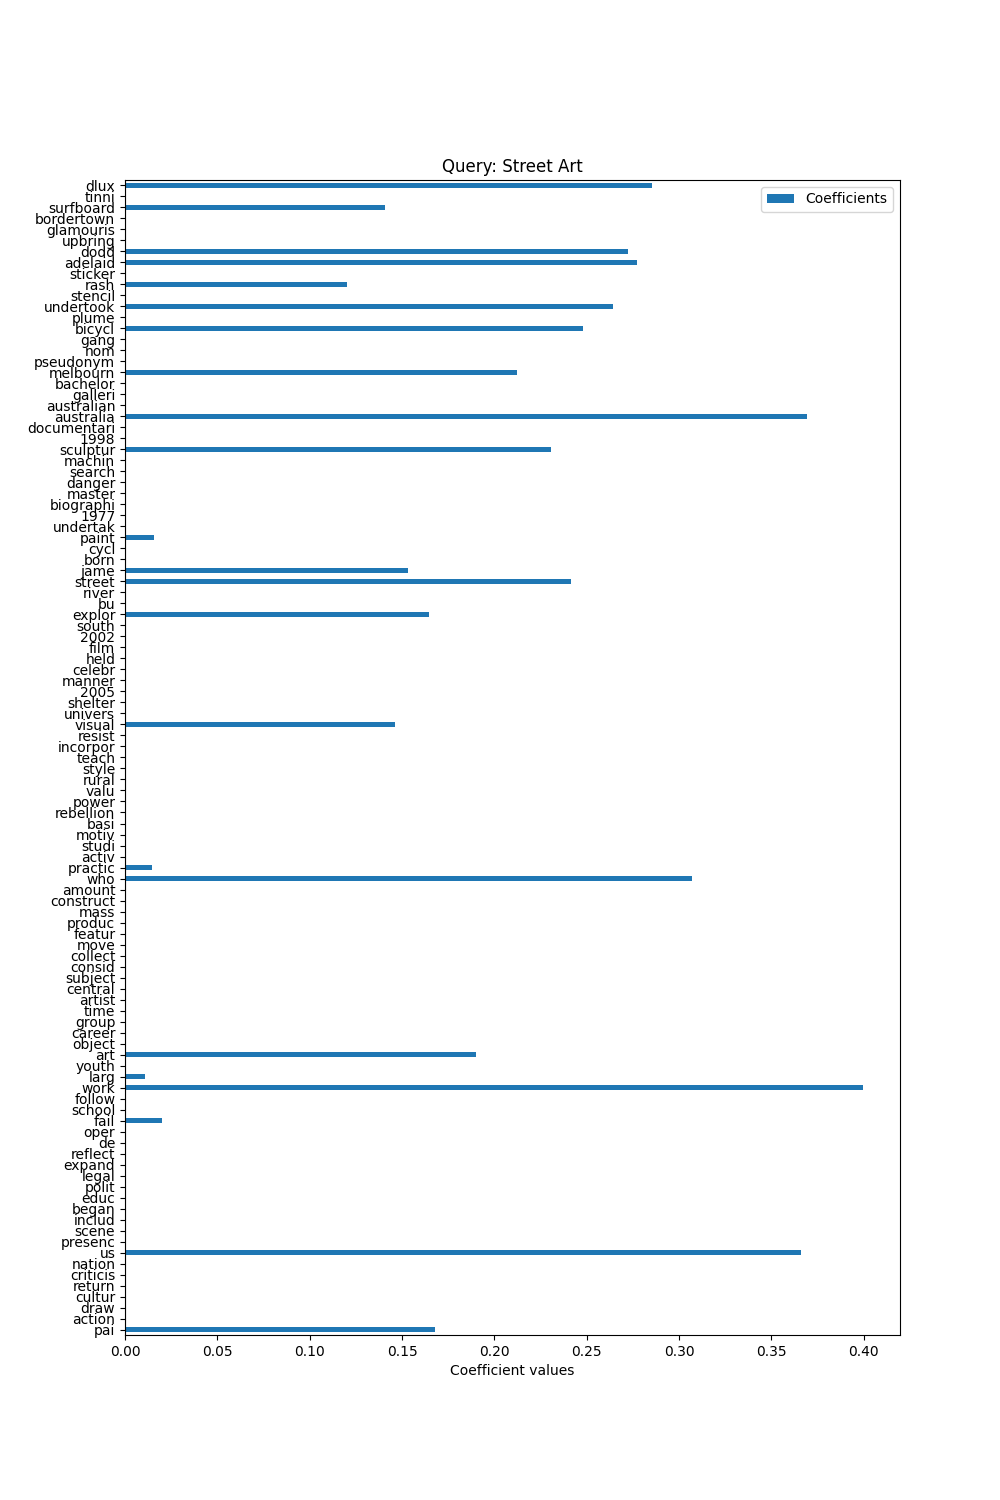 Query: Street Art
Coefficients
dlux
tinni
surfboard
bordertown
glamouris
upbring
dodd
adelaid
sticker
rash
stencil
undertook
plume
bicycl
gang
nom
pseudonym
melbourn
bachelor
galleri
australian
australia
documentari
1998
sculptur
machin
search
danger
master
biographi
1977
undertak
paint
cycl
born
jame
street
river
bu
explor
south
2002
film
held
celebr
manner
2005
shelter
univers
visual
resist
incorpor
teach
style
rural
valu
power
rebellion
basi
motiv
studi
activ
practic
who
amount
construct
mass
produc
featur
move
collect
consid
subject
central
artist
time
group
career
object
art
youth
larg
work
follow
school
fail
oper
de
reflect
expand
legal
polit
educ
began
includ
scene
presenc
us
nation
criticis
return
cultur
draw
action
pai
0.00 0.05 0.10 0.15 0.20 0.25 0.30 0.35 0.40
Coefficient values